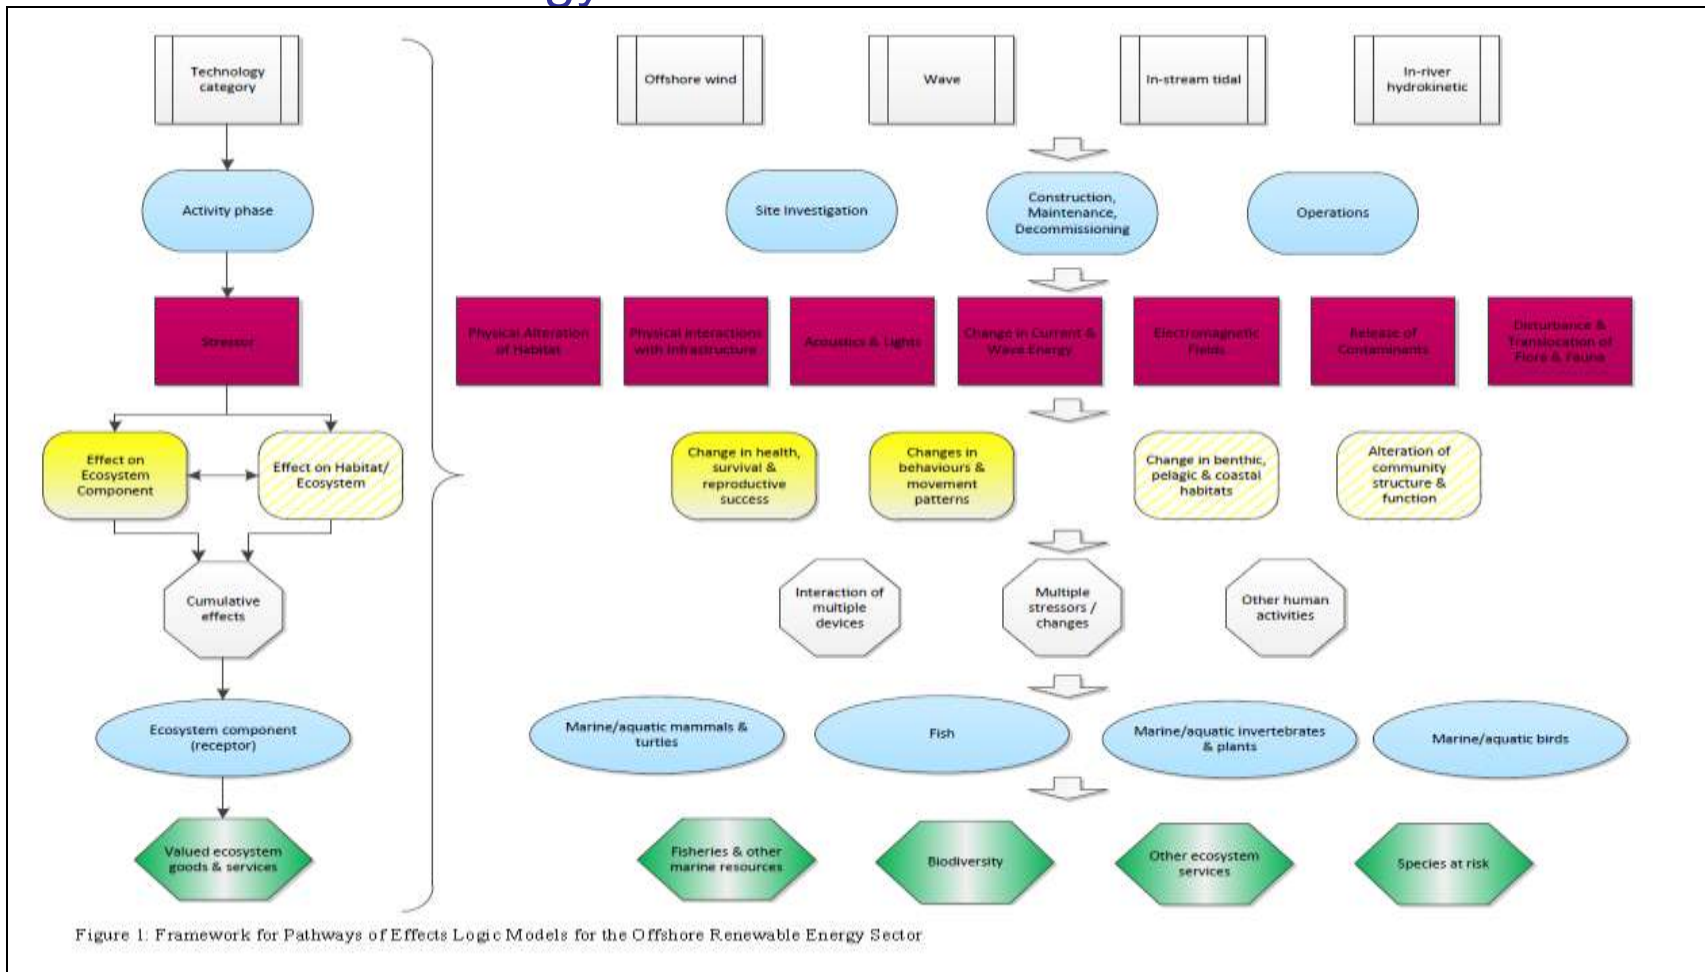 gy
Technology
category
Offshore wind
Wave
In-stream tidal
In-river
hydrokinetic
Activity phase
Site Investigation
Construction,
Maintenance,
Decommissioning
Operations
Stressor
Physical Alteration
of Habitat
Physical Interactions
with Infrastructure
Acoustics & Lights
Change in Current &
Wave Energy
Electromagnetic
Fields
Release of
Contaminants
Disturbance &
Translocation of
Flora & Fauna
Effect on
Ecosystem
Component
Effect on Habitat/
Ecosystem
Change in health,
survival &
reproductive
success
Changes in
behaviours &
movement
patterns
Change in benthic,
pelagic & coastal
habitats
Alteration of
community
structure &
function
Cumulative
effects
Interaction of
multiple
devices
Multiple
stressors /
changes
Other human
activities
Ecosystem component
(receptor)
Marine/aquatic mammals &
turtles
Fish
Marine/aquatic invertebrates
& plants
Marine/aquatic birds
Valued ecosystem
goods & services
Fisheries & other
marine resources
Biodiversity
Other ecosystem
services
Species at risk
Figure 1: Framework for Pathways of Effects Logic Models for the Offshore Renewable Energy Sector